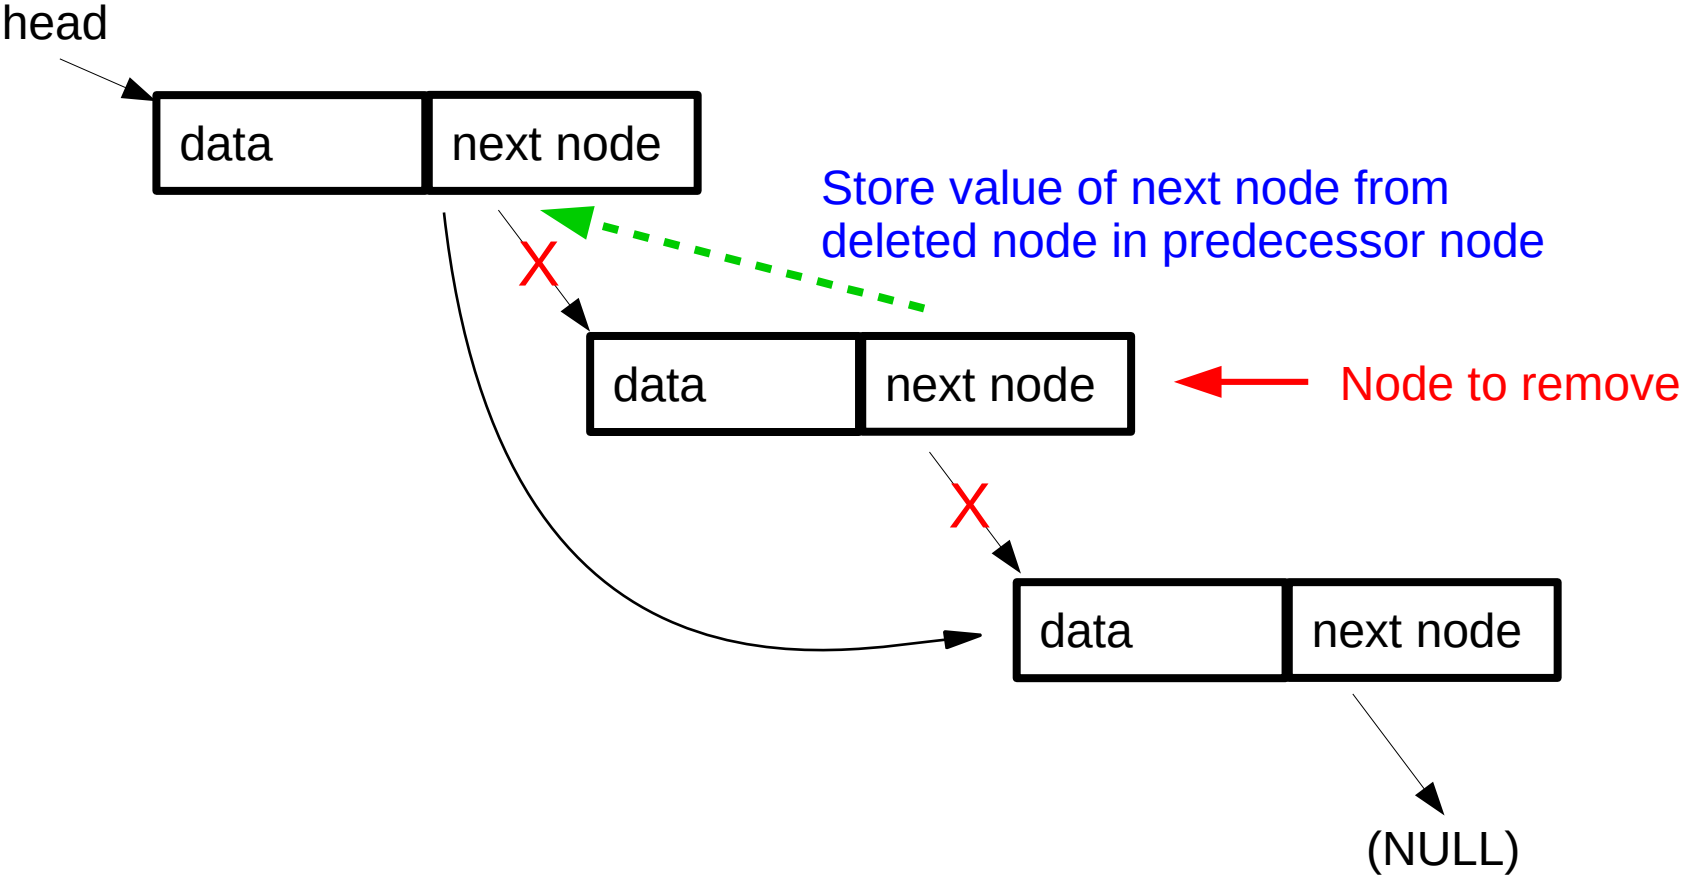 head
data
next node
Store value of next node from
deleted node in predecessor node
X
data
next node
Node to remove
X
data
next node
(NULL)